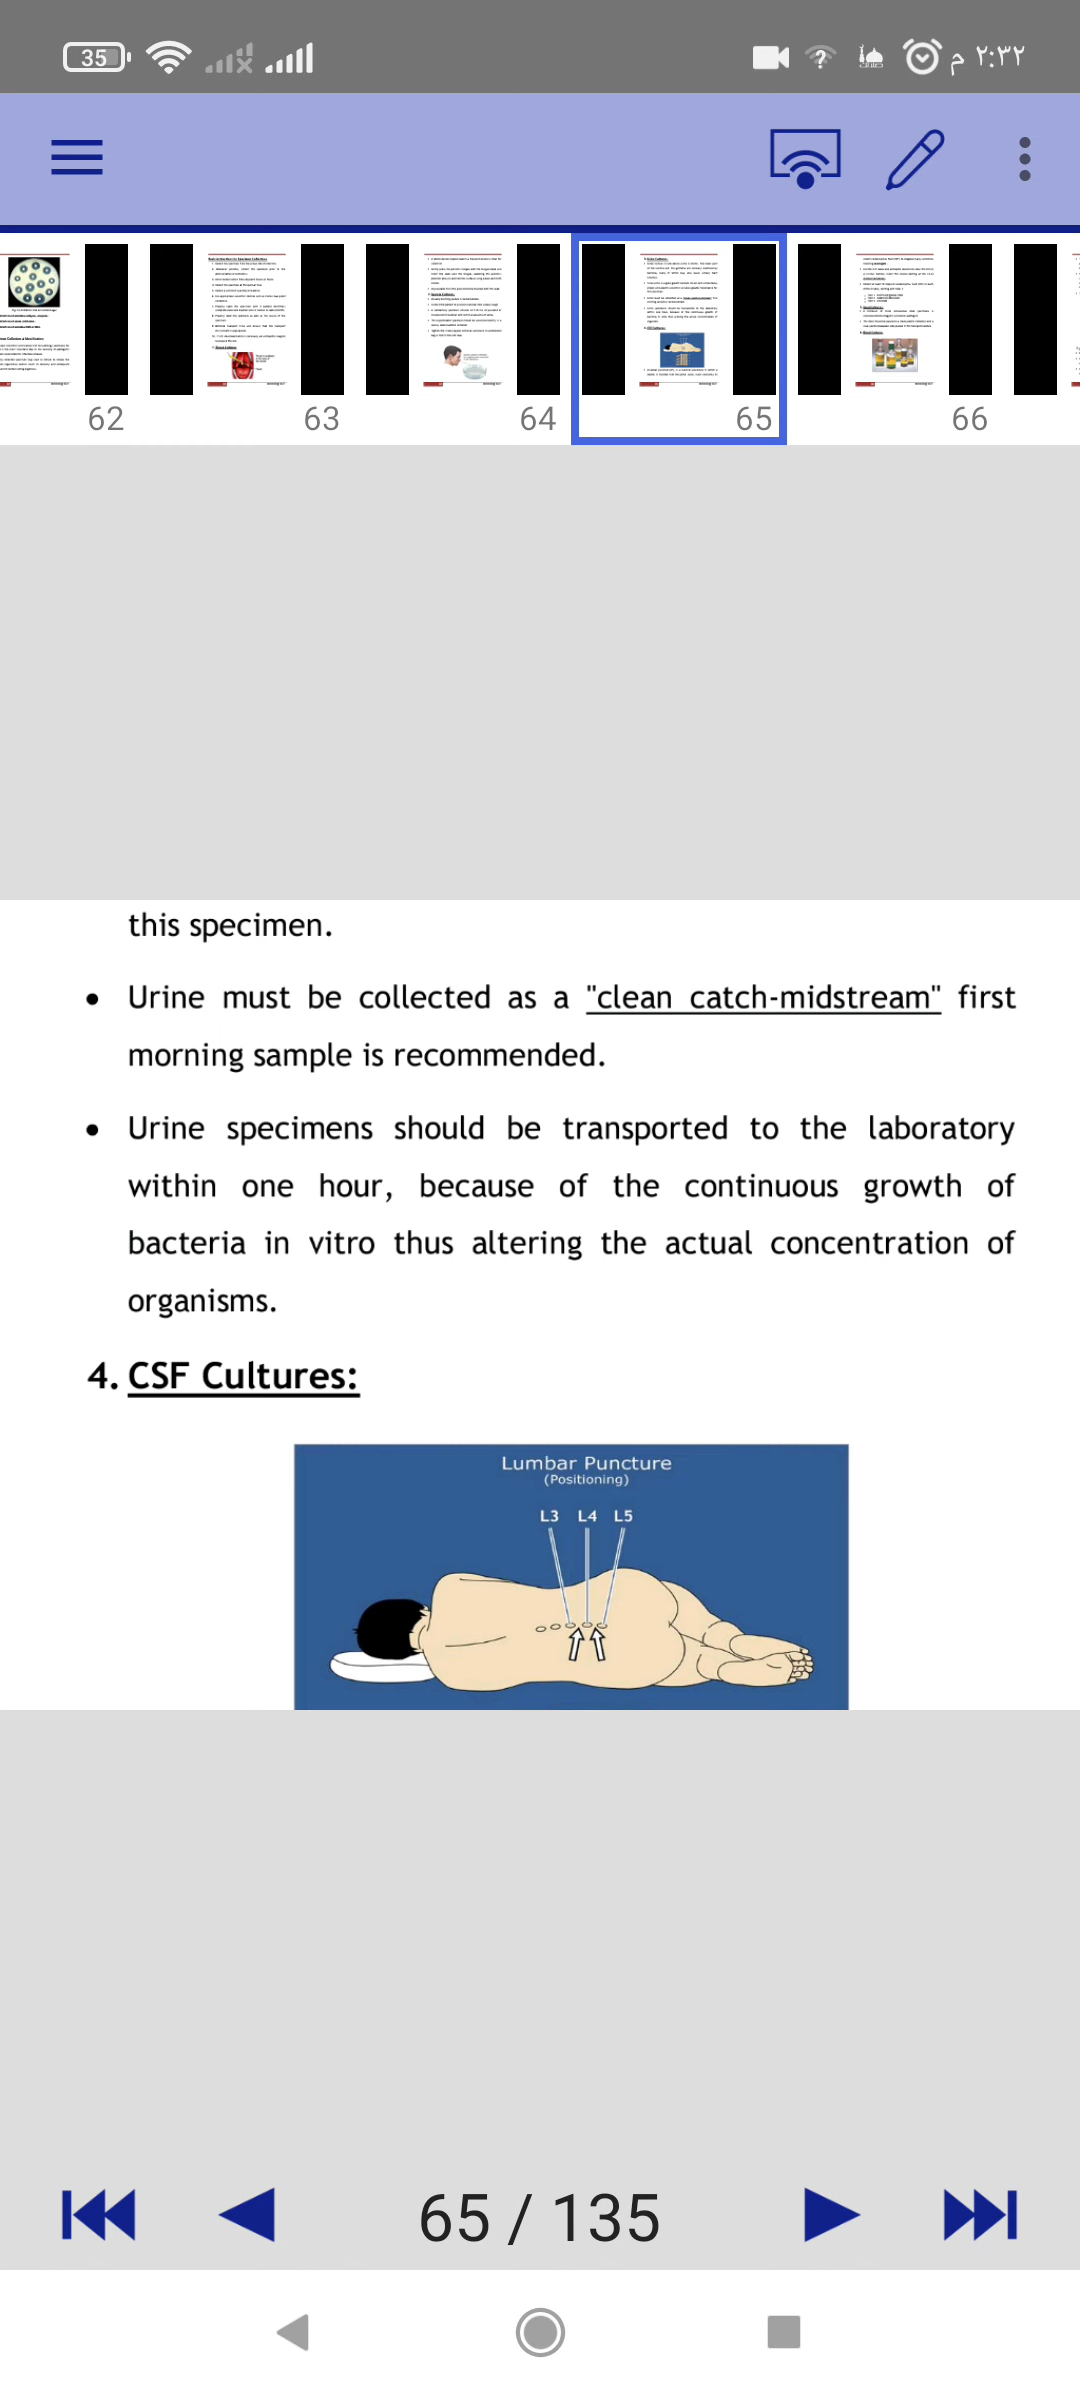 35
٢:٣٢ م
62
63
64
65
66
this specimen.
• Urine must be collected as a "clean catch-midstream" first
morning sample is recommended.
• Urine specimens should be transported to the laboratory
within one hour, because of the continuous growth of
bacteria in vitro thus altering the actual concentration of
organisms.
4. CSF Cultures:
Lumbar Puncture
(Positioning)
L3 L4 L5
65 / 135